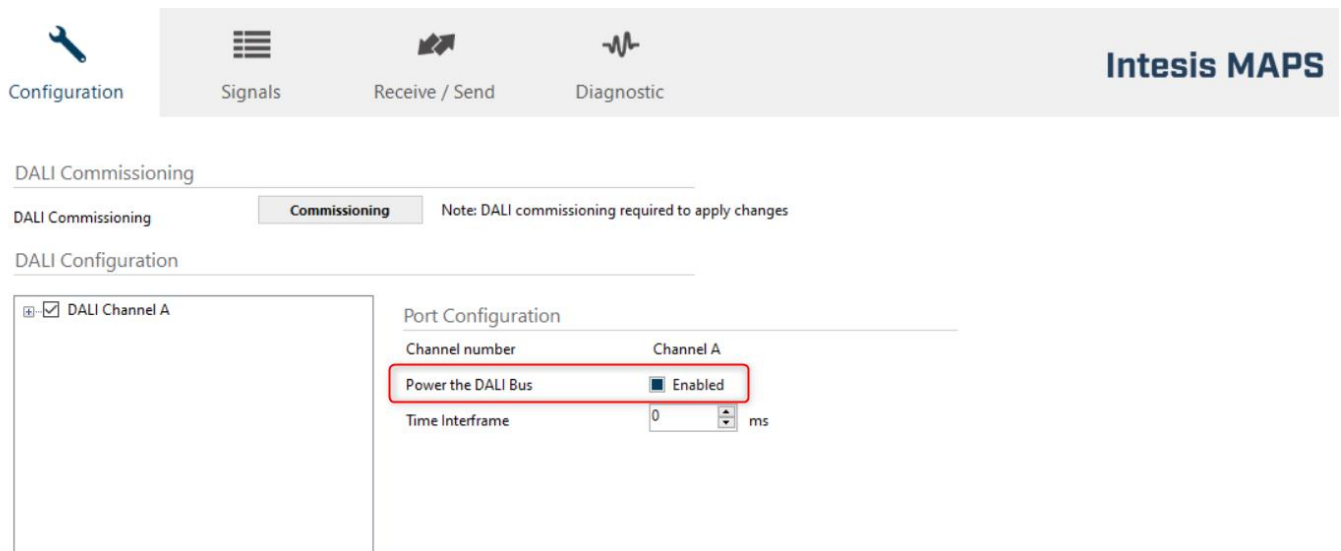 Configuration
Signals
Receive / Send
Diagnostic
Intesis MAPS
DALI Commissioning
DALI Commissioning
Commissioning
Note: DALI commissioning required to apply changes
DALI Configuration
DALI Channel A
Port Configuration
Channel number Channel A
Power the DALI Bus Enabled
Time Interframe 0 ms